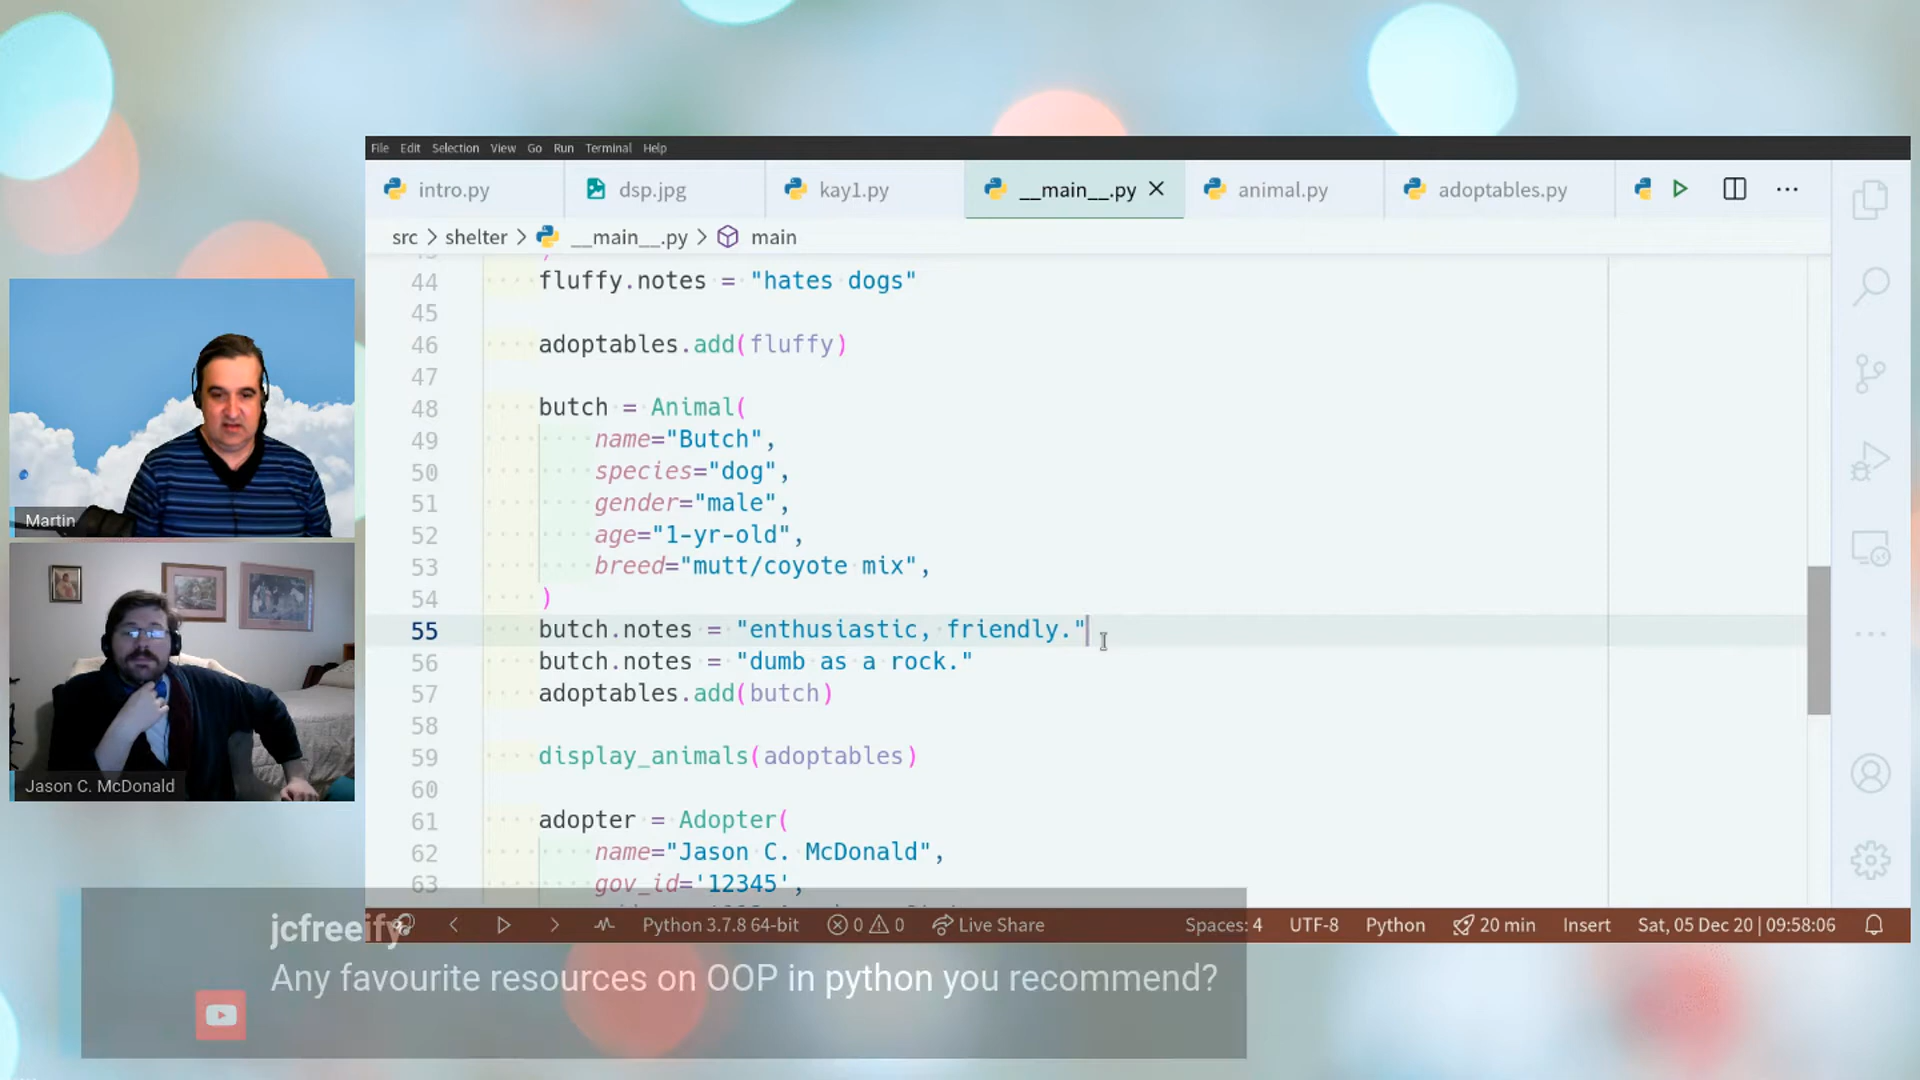 File Edit Selection View Go Run Terminal Help
intro.py dsp.jpg kay1.py __main__.py animal.py adoptables.py
src > shelter > __main__.py > main
44 fluffy.notes = "hates dogs"
45
46 adoptables.add(fluffy)
47
48 butch = Animal(
49 name="Butch",
50 species="dog",
51 gender="male",
52 age="1-yr-old",
53 breed="mutt/coyote mix",
54 )
55 butch.notes = "enthusiastic, friendly."
56 butch.notes = "dumb as a rock."
57 adoptables.add(butch)
58
59 display_animals(adoptables)
60
61 adopter = Adopter(
62 name="Jason C. McDonald",
63 gov_id='12345',
Python 3.7.8 64-bit 0 0 Live Share Spaces: 4 UTF-8 Python 20 min Insert Sat, 05 Dec 20 | 09:58:06
Martin
Jason C. McDonald
jcfreeify
Any favourite resources on OOP in python you recommend?